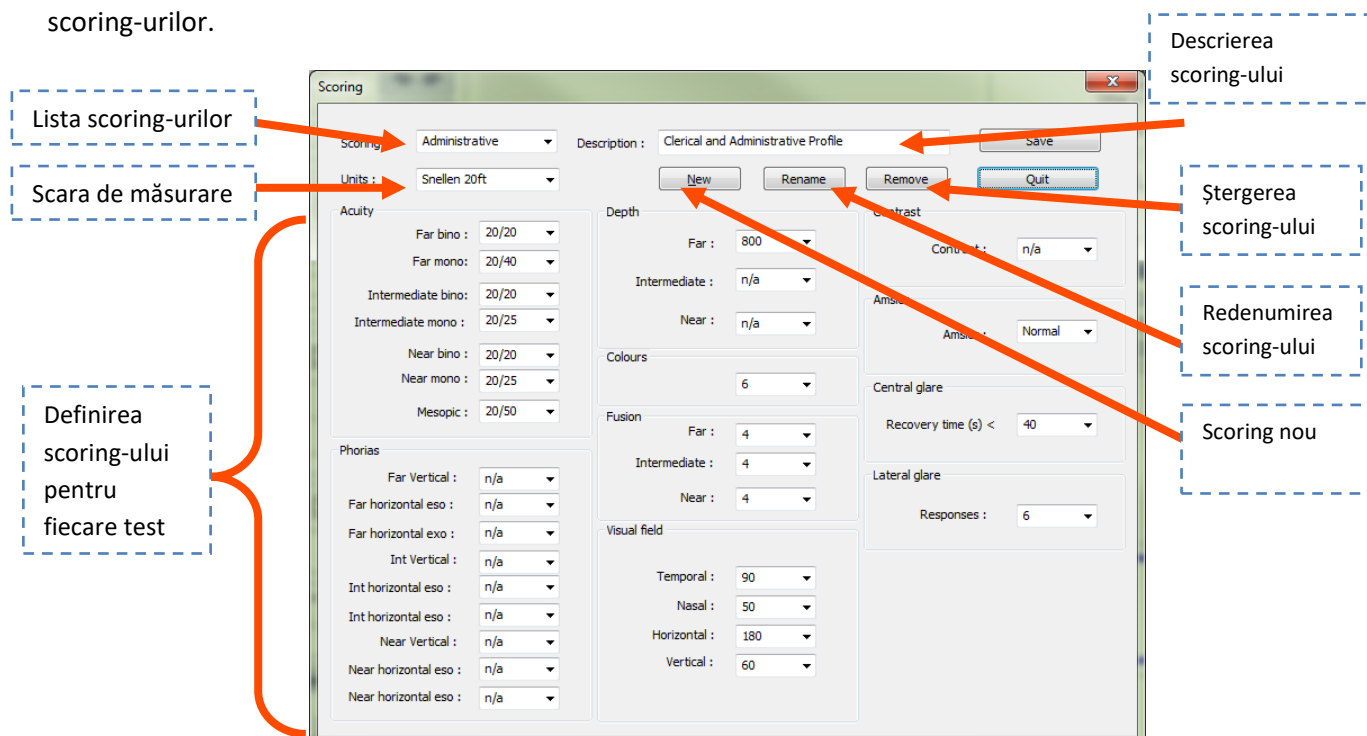 scoring-urilor.
Descrierea
scoring-ului
Scoring
Lista scoring-urilor
Scoring
Administrative
Description :
Clerical and Administrative Profile
Save
Scara de măsurare
Units :
Snellen 20ft
New
Rename
Remove
Quit
Ștergerea
scoring-ului
Redenumirea
scoring-ului
Scoring nou
Definirea
scoring-ului
pentru
fiecare test
Acuity
Far bino : 20/20
Far mono: 20/40
Intermediate bino: 20/20
Intermediate mono : 20/25
Near bino : 20/20
Near mono : 20/25
Mesopic : 20/50
Phorias
Far Vertical : n/a
Far horizontal eso : n/a
Far horizontal exo : n/a
Int Vertical : n/a
Int horizontal eso : n/a
Int horizontal eso : n/a
Near Vertical : n/a
Near horizontal eso : n/a
Near horizontal eso : n/a
Depth
Far : 800
Intermediate : n/a
Near : n/a
Colours
6
Fusion
Far : 4
Intermediate : 4
Near : 4
Visual field
Temporal : 90
Nasal : 50
Horizontal : 180
Vertical : 60
Contrast
Contrast : n/a
Normal
Central glare
Recovery time (s) < 40
Lateral glare
Responses : 6